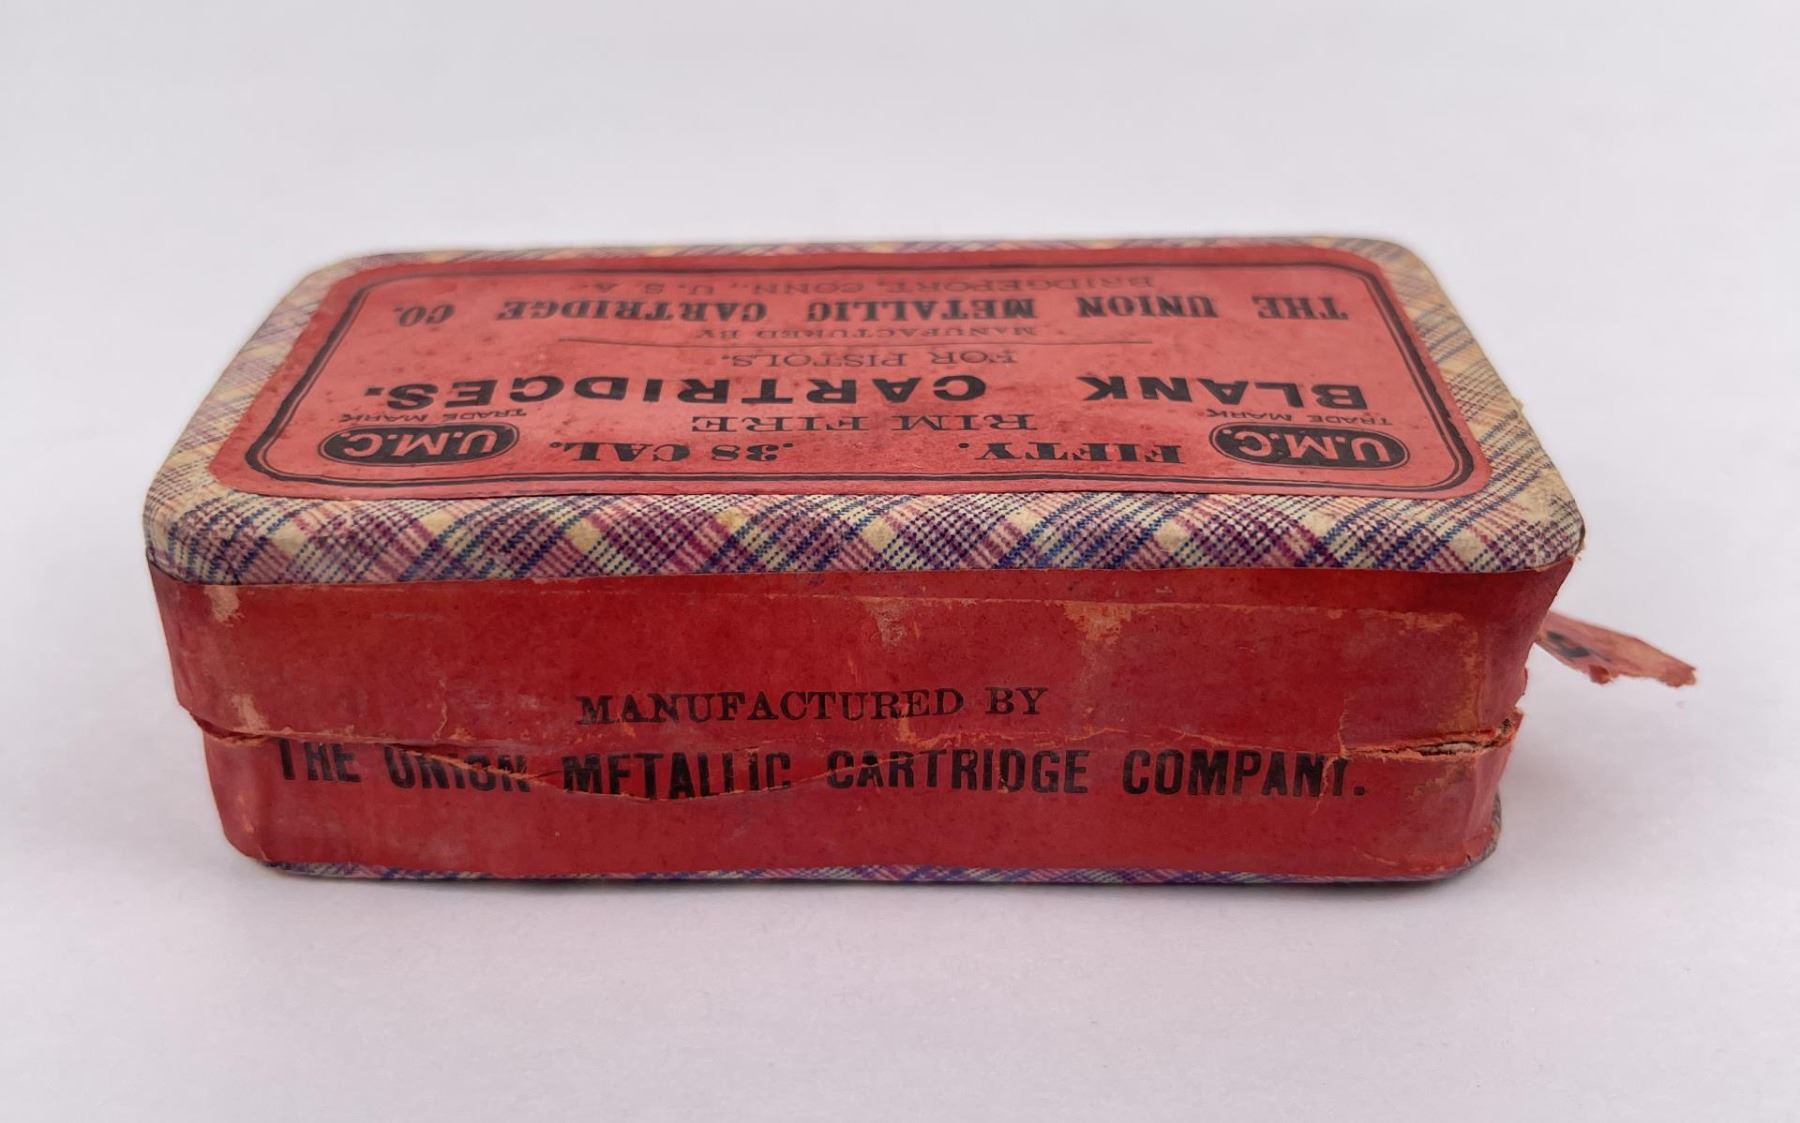 FIFTY. .38 CAL.
U.M.C. U.M.C.
TRADE MARK RIM FIRE TRADE MARK
BLANK CARTRIDGES.
FOR PISTOLS.
MANUFACTURED BY
THE UNION METALLIC CARTRIDGE CO.
BRIDGEPORT, CONN., U.S.A.
MANUFACTURED BY
THE UNION METALLIC CARTRIDGE COMPANY.